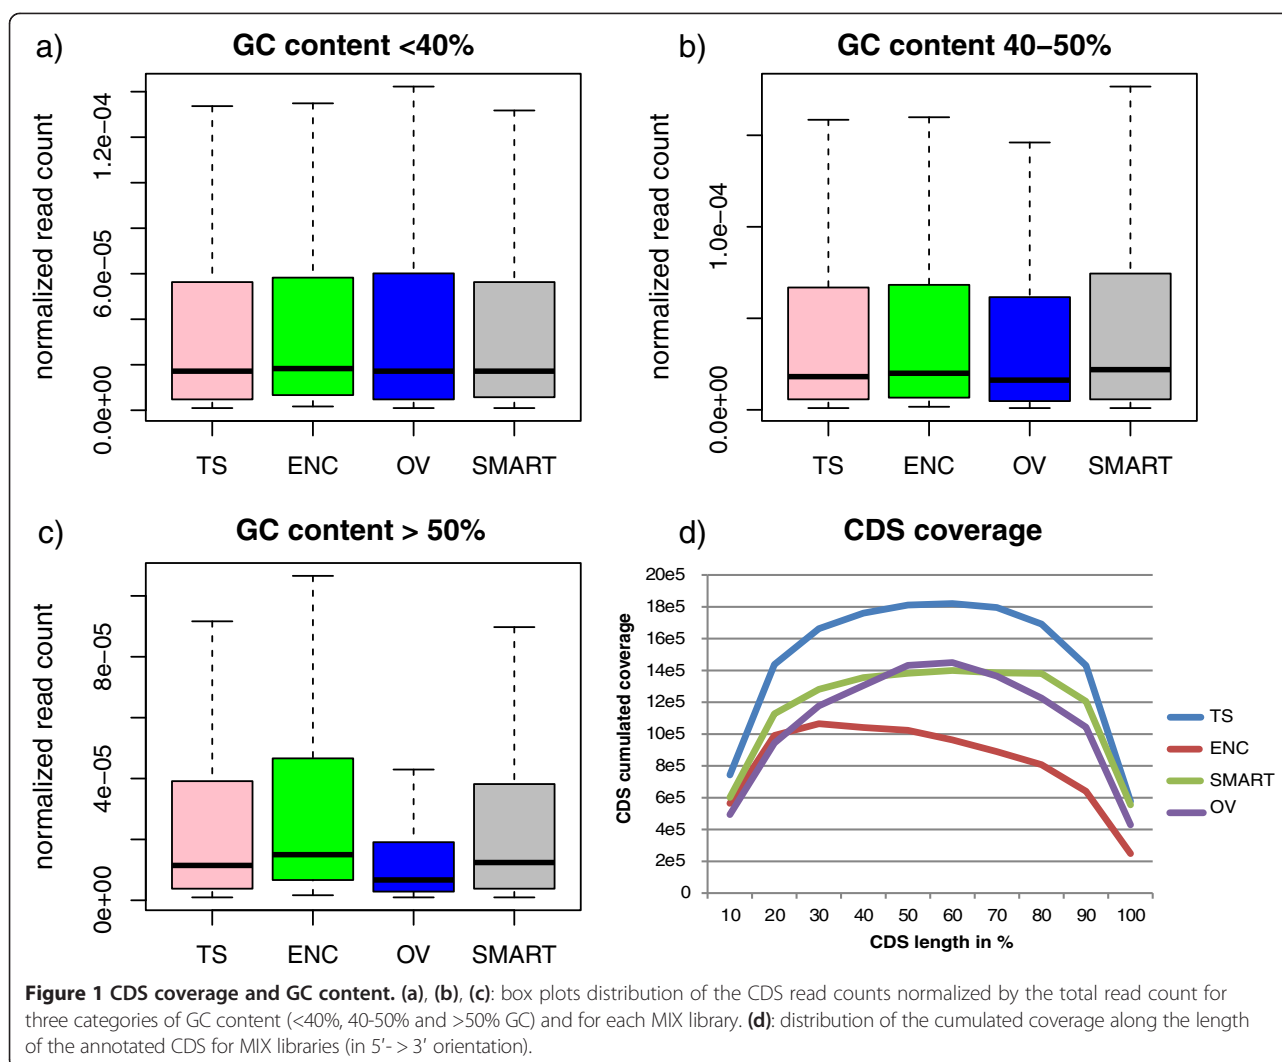 a)
GC content <40%
normalized read count
0.0e+00 6.0e−05 1.2e−04
TS ENC OV SMART
b)
GC content 40−50%
normalized read count
0.0e+00 1.0e−04
TS ENC OV SMART
c)
GC content > 50%
normalized read count
0e+00 4e−05 8e−05
TS ENC OV SMART
d)
CDS coverage
CDS cumulated coverage
20e5
18e5
16e5
14e5
12e5
10e5
8e5
6e5
4e5
2e5
0
10 20 30 40 50 60 70 80 90 100
CDS length in %
TS
ENC
SMART
OV
Figure 1 CDS coverage and GC content. (a), (b), (c): box plots distribution of the CDS read counts normalized by the total read count for
three categories of GC content (<40%, 40-50% and >50% GC) and for each MIX library. (d): distribution of the cumulated coverage along the length
of the annotated CDS for MIX libraries (in 5′- > 3′ orientation).